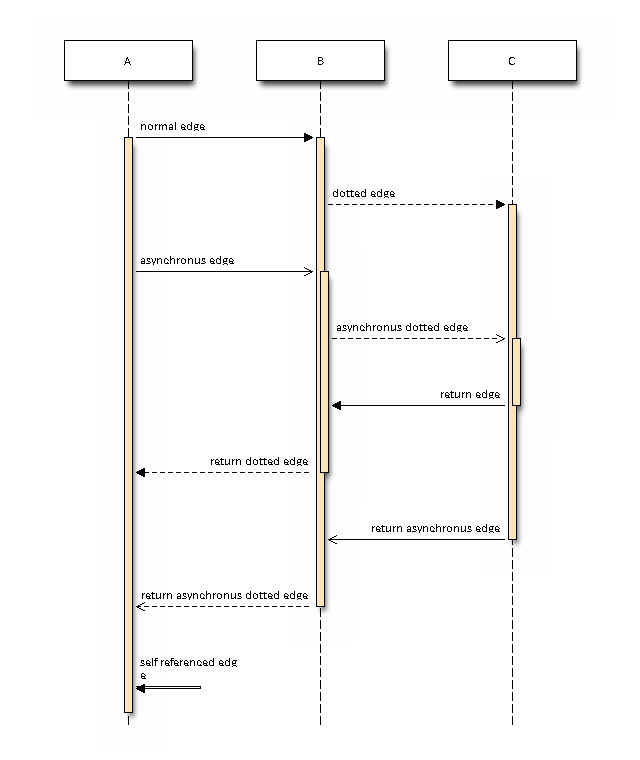 A
B
C
normal edge
dotted edge
asynchronus edge
asynchronus dotted edge
return edge
return dotted edge
return asynchronus edge
return asynchronus dotted edge
self referenced edg
e